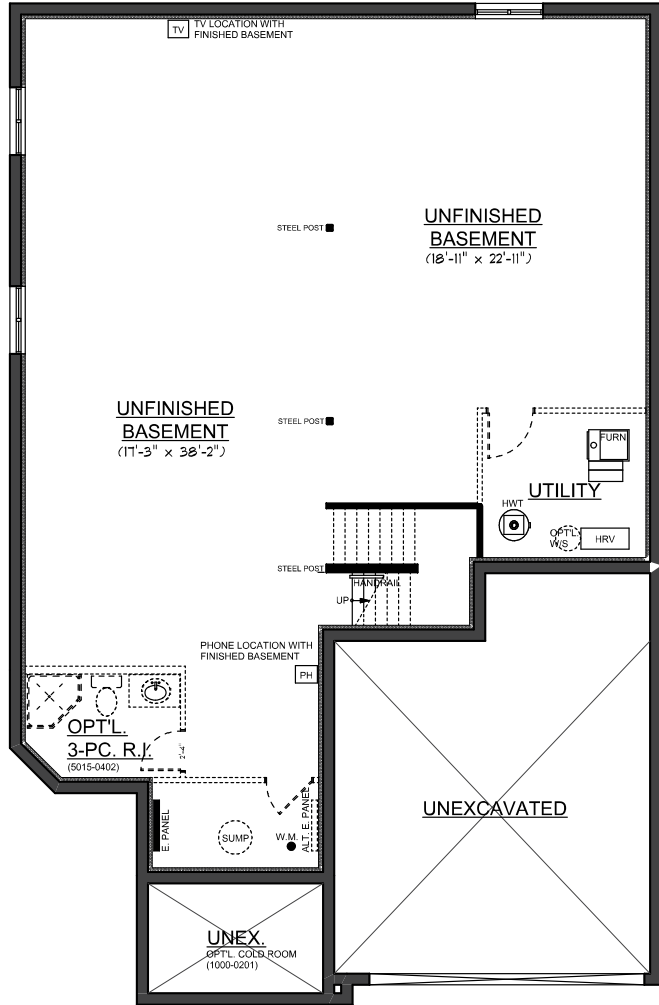 TV
TV LOCATION WITH
FINISHED BASEMENT
STEEL POST
UNFINISHED
BASEMENT
(18'-11" x 22'-11")
UNFINISHED
BASEMENT
(17'-3" x 38'-2")
STEEL POST
FURN
UTILITY
HWT
OPT'L
W/S
HRV
STEEL POST
HANDRAIL
UP
PHONE LOCATION WITH
FINISHED BASEMENT
PH
OPT'L.
3-PC. R.I.
(5015-0402)
2'-4"
E. PANEL
SUMP
W.M.
ALT. E. PANEL
UNEXCAVATED
UNEX.
OPT'L. COLD ROOM
(1000-0201)